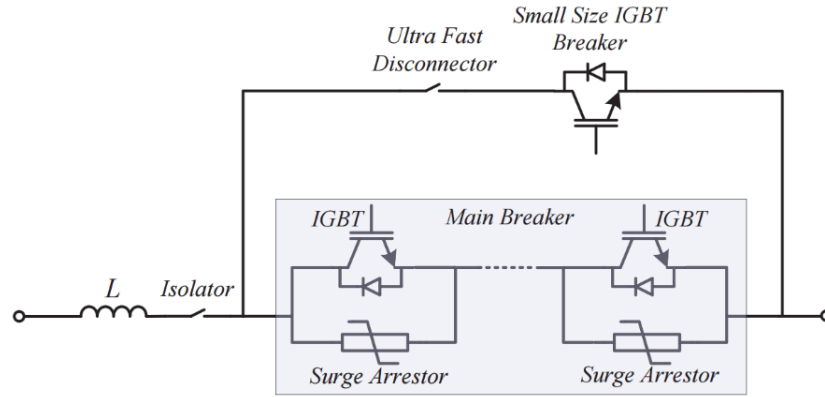 Ultra Fast
Disconnector
Small Size IGBT
Breaker
IGBT
Main Breaker
IGBT
L
Isolator
Surge Arrestor
Surge Arrestor